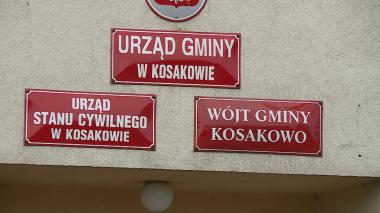 URZĄD GMINY
W KOSAKOWIE
URZĄD
STANU CYWILNEGO
W KOSAKOWIE
WÓJT GMINY
KOSAKOWO